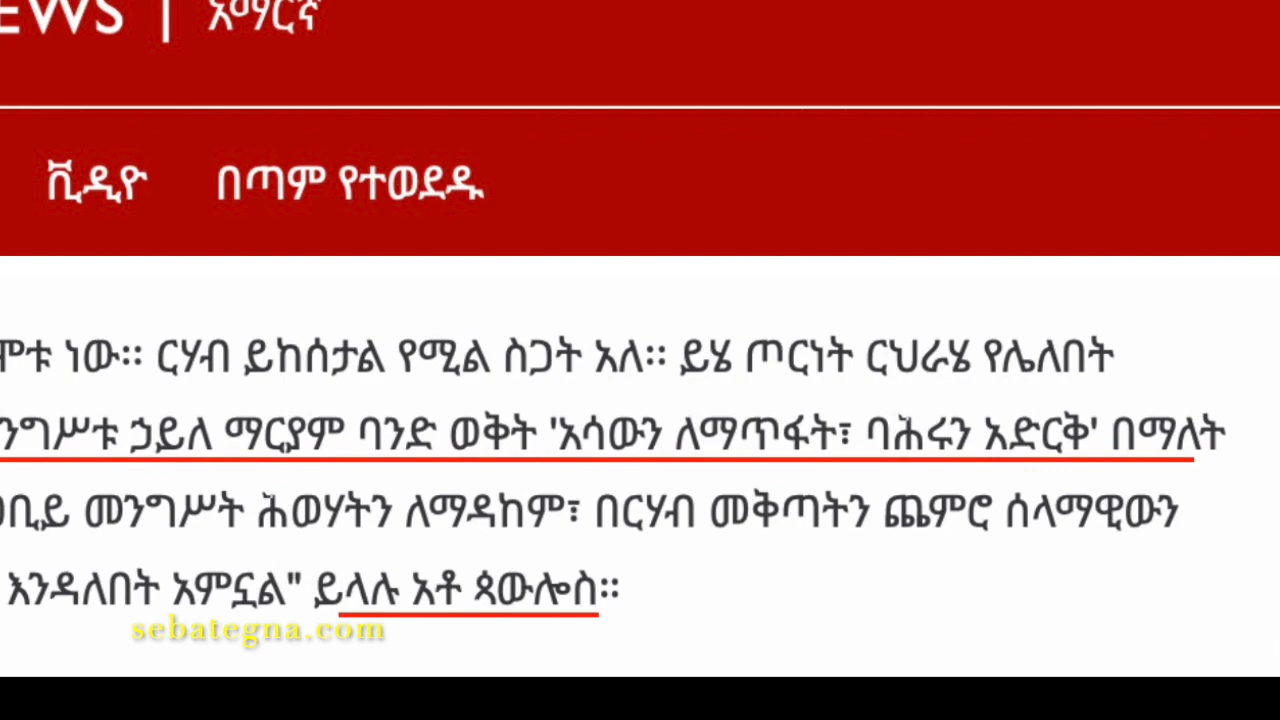 EWS | አማርኛ
ቪዲዮ በጣም የተወደዱ
ነው። ርሃብ ይከሰታል የሚል ስጋት አለ። ይሄ ጦርነት ርህራሄ የሌለበት
ንግሥቱ ኃይለ ማርያም ባንድ ወቅት 'አሳውን ለማጥፋት፣ ባሕሩን አድርቅ' በማለት
ዐቢይ መንግሥት ሕወሃትን ለማዳከም፣ በርሃብ መቅጣትን ጨምሮ ሰላማዊውን
እንዳለበት አምኗል" ይላሉ አቶ ጳውሎስ።
sebategna.com